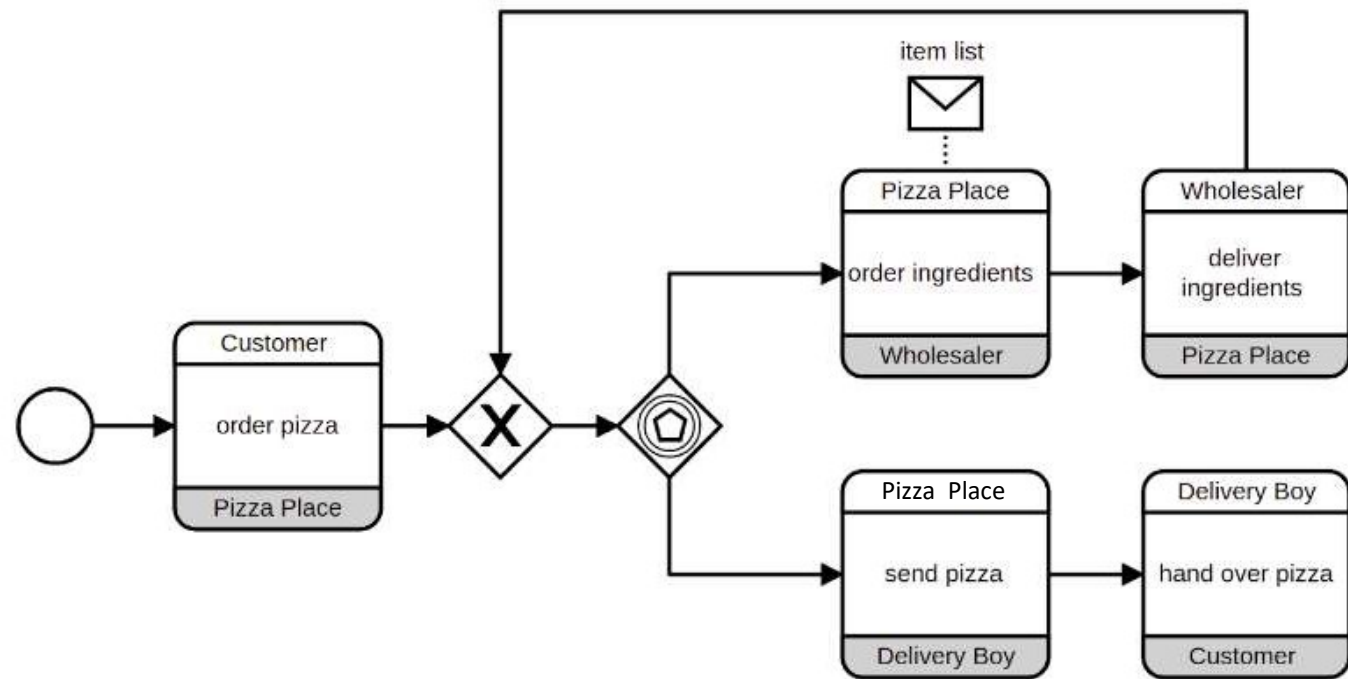 item list
Pizza Place
order ingredients
Wholesaler
Wholesaler
deliver
ingredients
Pizza Place
Customer
order pizza
Pizza Place
X
Pizza Place
send pizza
Delivery Boy
Delivery Boy
hand over pizza
Customer